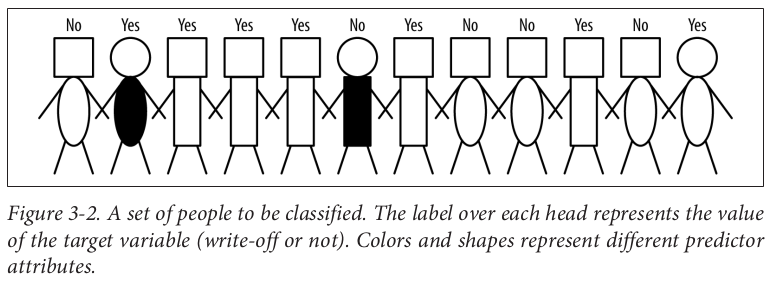 No Yes Yes Yes Yes No Yes No No Yes No Yes
Figure 3-2. A set of people to be classified. The label over each head represents the value
of the target variable (write-off or not). Colors and shapes represent different predictor
attributes.